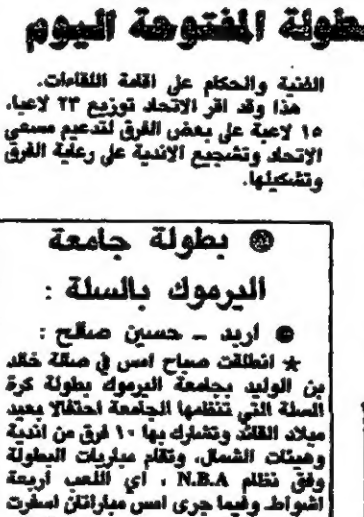 بطولة المفتوحة اليوم
الفنية والحكام على اقامة اللقاءات.
هذا وقد اقر الاتحاد توزيع ٢٣ لاعبا،
١٥ لاعبة على بعض الفرق لتدعيم مسعى
الاتحاد وتشجيع الاندية على رعاية الفرق
وتشكيلها.
بطولة جامعة
اليرموك بالسلة :
اربد ــ حسين صالح :
★ انطلقت صباح امس في صالة خالد
بن الوليد بجامعة اليرموك بطولة كرة
السلة التي تنظمها الجامعة احتفالا بعيد
ميلاد القائد وتشارك بها ١٠ فرق من اندية
وهيئات الشمال. وتقام مباريات البطولة
وفق نظام N.B.A ، اي اللعب اربعة
اشواط وفيما جرى امس مباراتان اسفرت